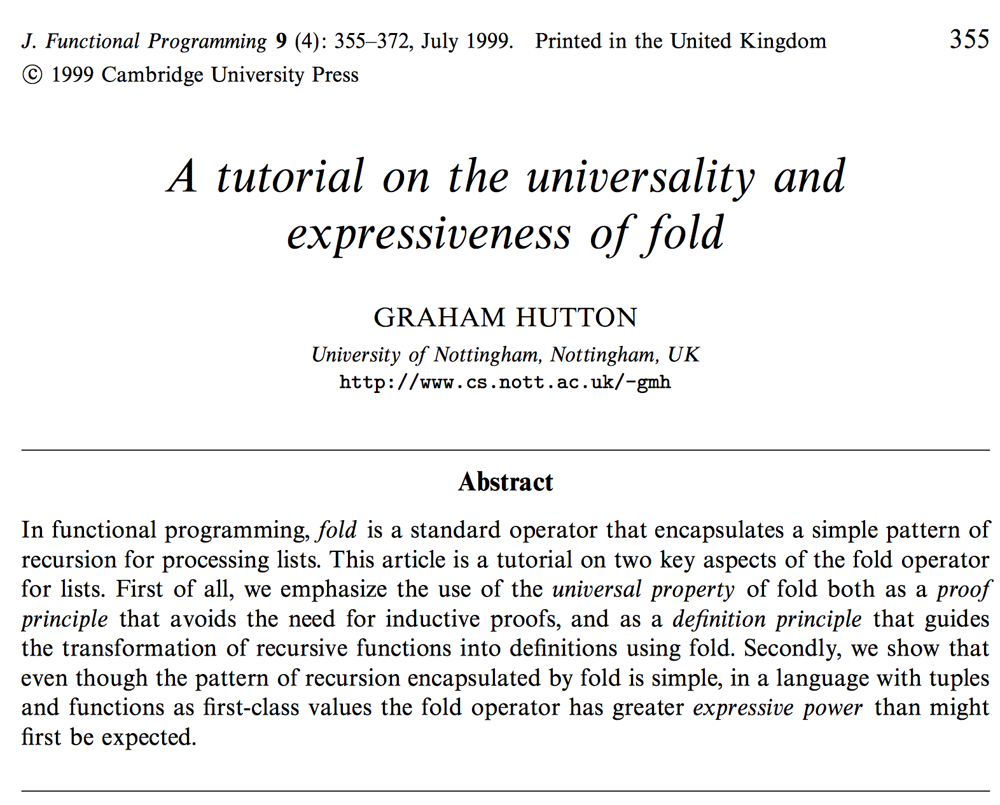 J. Functional Programming 9 (4): 355–372, July 1999. Printed in the United Kingdom 355
© 1999 Cambridge University Press
A tutorial on the universality and
expressiveness of fold
GRAHAM HUTTON
University of Nottingham, Nottingham, UK
http://www.cs.nott.ac.uk/-gmh
Abstract
In functional programming, fold is a standard operator that encapsulates a simple pattern of
recursion for processing lists. This article is a tutorial on two key aspects of the fold operator
for lists. First of all, we emphasize the use of the universal property of fold both as a proof
principle that avoids the need for inductive proofs, and as a definition principle that guides
the transformation of recursive functions into definitions using fold. Secondly, we show that
even though the pattern of recursion encapsulated by fold is simple, in a language with tuples
and functions as first-class values the fold operator has greater expressive power than might
first be expected.